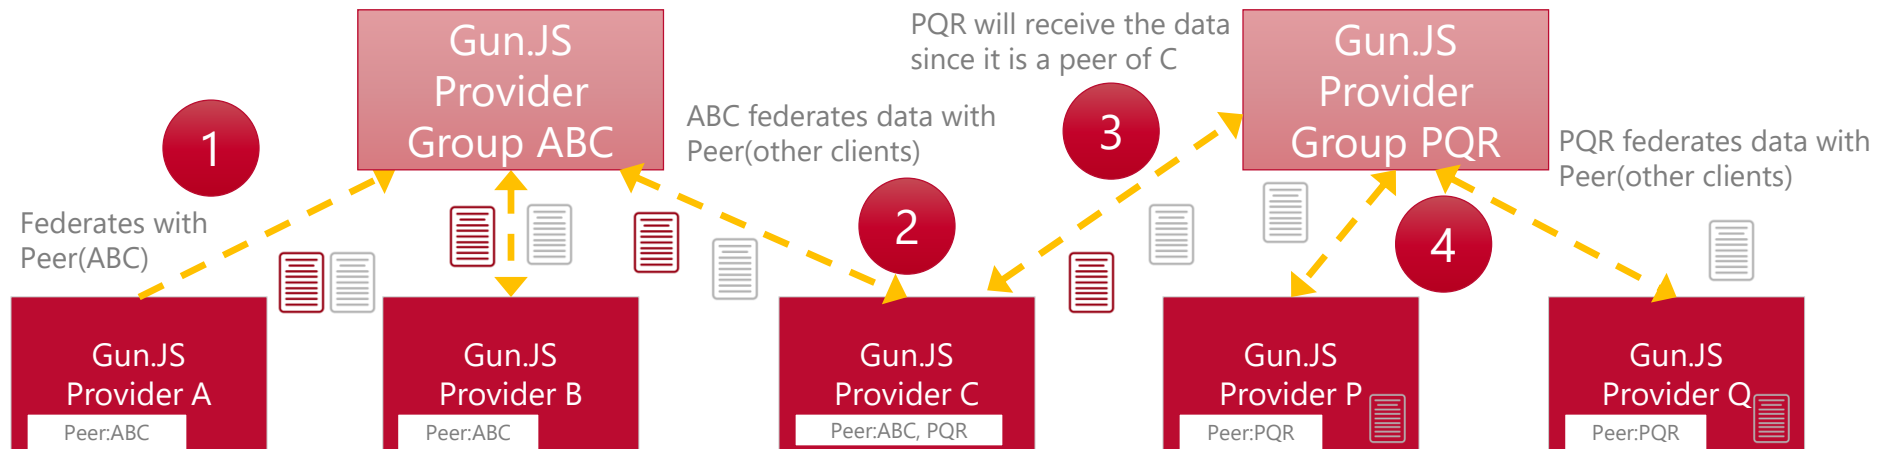 Gun.JS
Provider
Group ABC
PQR will receive the data
since it is a peer of C
Gun.JS
Provider
Group PQR
1
ABC federates data with
Peer(other clients)
3
PQR federates data with
Peer(other clients)
Federates with
Peer(ABC)
2
4
Gun.JS
Provider A
Peer:ABC
Gun.JS
Provider B
Peer:ABC
Gun.JS
Provider C
Peer:ABC, PQR
Gun.JS
Provider P
Peer:PQR
Gun.JS
Provider Q
Peer:PQR